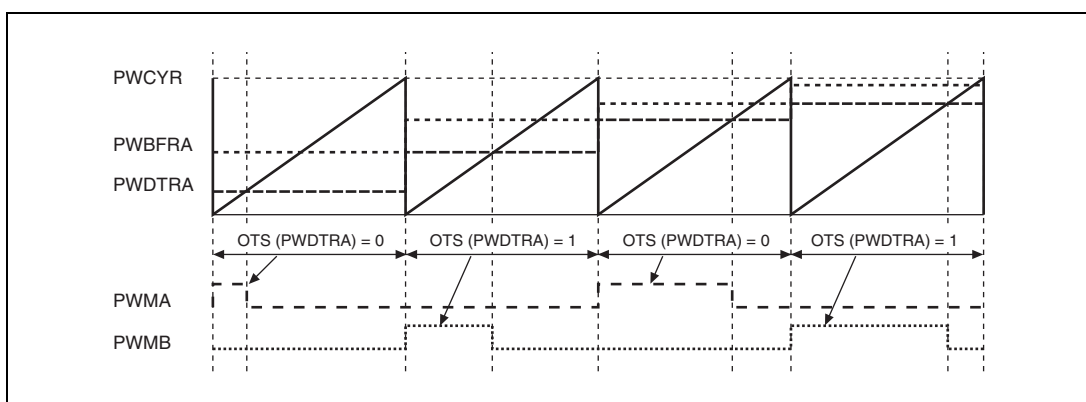 PWCYR
PWBFRA
PWDTRA
OTS (PWDTRA) = 0
OTS (PWDTRA) = 1
OTS (PWDTRA) = 0
OTS (PWDTRA) = 1
PWMA
PWMB